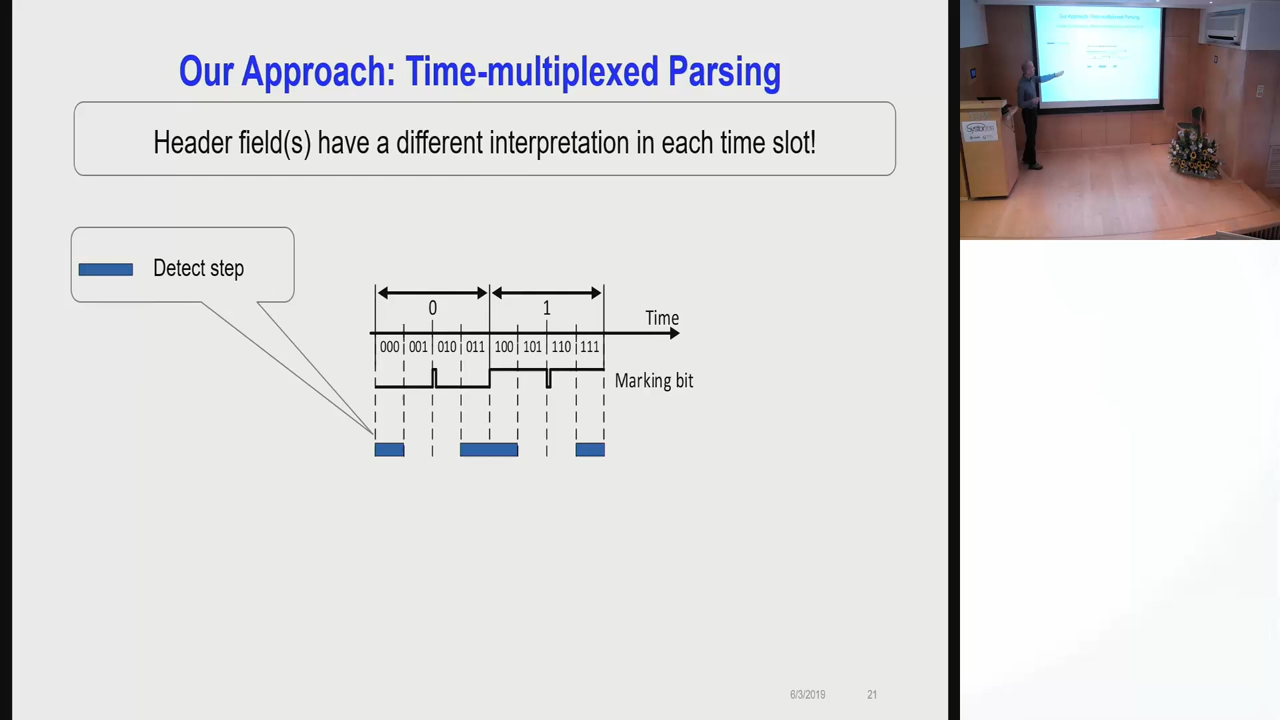 Our Approach: Time-multiplexed Parsing
Header field(s) have a different interpretation in each time slot!
Detect step
0 1
Time
000 001 010 011 100 101 110 111
Marking bit
6/3/2019 21